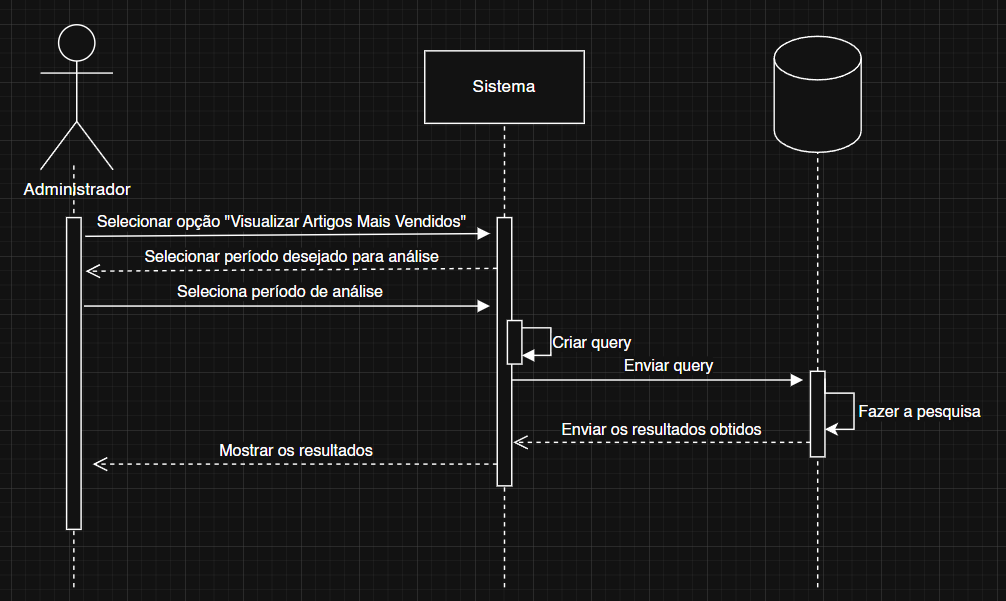 Sistema
Administrador
Selecionar opção "Visualizar Artigos Mais Vendidos"
Selecionar período desejado para análise
Seleciona período de análise
Criar query
Enviar query
Fazer a pesquisa
Enviar os resultados obtidos
Mostrar os resultados